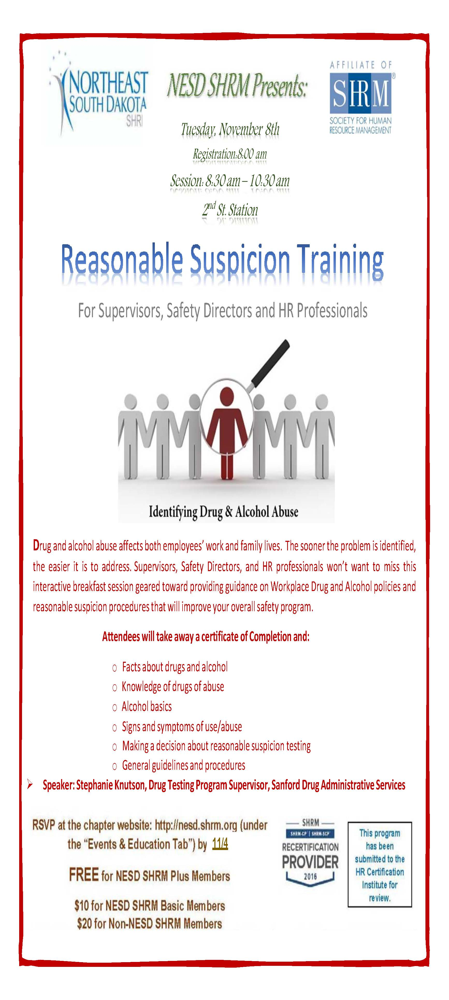 NORTHEAST
SOUTH DAKOTA
SHR
NESD SHRM Presents:
Tuesday, November 8th
Registration:8:00 am
Session: 8:30 am – 10:30 am
2nd St. Station
AFFILIATE OF
SHRM®
SOCIETY FOR HUMAN
RESOURCE MANAGEMENT
Reasonable Suspicion Training
For Supervisors, Safety Directors and HR Professionals
Identifying Drug & Alcohol Abuse
Drug and alcohol abuse affects both employees’ work and family lives. The sooner the problem is identified,
the easier it is to address. Supervisors, Safety Directors, and HR professionals won’t want to miss this
interactive breakfast session geared toward providing guidance on Workplace Drug and Alcohol policies and
reasonable suspicion procedures that will improve your overall safety program.
Attendees will take away a certificate of Completion and:
o Facts about drugs and alcohol
o Knowledge of drugs of abuse
o Alcohol basics
o Signs and symptoms of use/abuse
o Making a decision about reasonable suspicion testing
o General guidelines and procedures
➢ Speaker: Stephanie Knutson, Drug Testing Program Supervisor, Sanford Drug Administrative Services
RSVP at the chapter website: http://nesd.shrm.org (under
the “Events & Education Tab”) by 11/4
FREE for NESD SHRM Plus Members
$10 for NESD SHRM Basic Members
$20 for Non-NESD SHRM Members
SHRM
SHRM-CP | SHRM-SCP
RECERTIFICATION
PROVIDER
2016
This program
has been
submitted to the
HR Certification
Institute for
review.